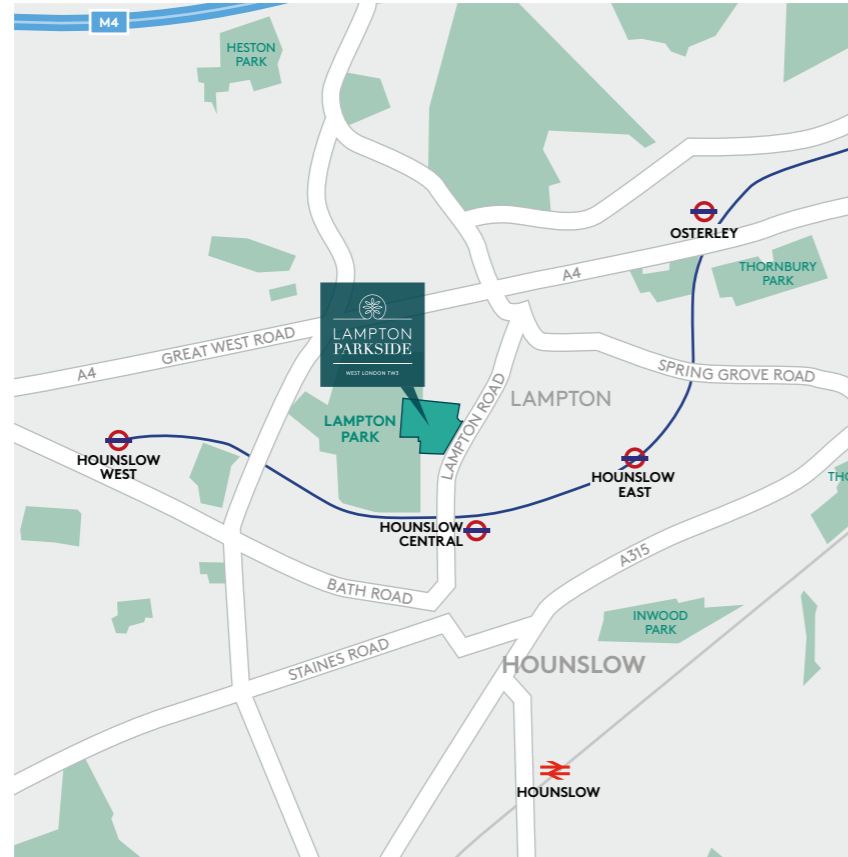 M4
HESTON
PARK
OSTERLEY
THORNBURY
PARK
A4
LAMPTON
PARKSIDE
WEST LONDON TW3
GREAT WEST ROAD
A4
SPRING GROVE ROAD
LAMPTON
LAMPTON ROAD
LAMPTON
PARK
HOUNSLOW
WEST
HOUNSLOW
EAST
THO
HOUNSLOW
CENTRAL
A315
BATH ROAD
INWOOD
PARK
STAINES ROAD
HOUNSLOW
HOUNSLOW